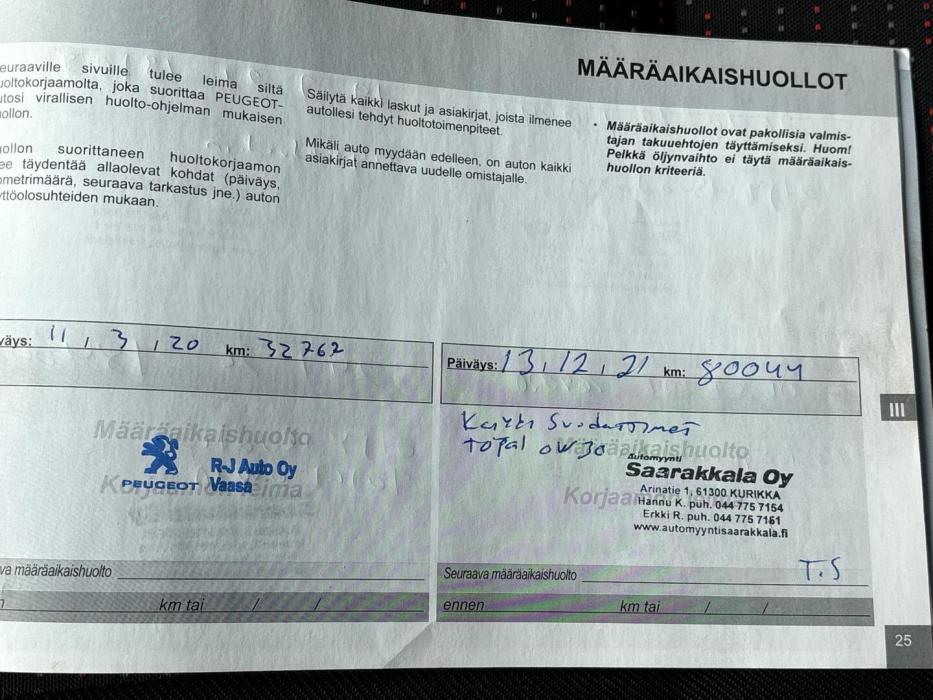 MÄÄRÄAIKAISHUOLLOT
euraaville sivuille tulee leima siltä
uoltokorjaamolta, joka suorittaa PEUGEOT-
utosi virallisen huolto-ohjelman mukaisen
ollon.
ollon suorittaneen huoltokorjaamon
ee täydentää allaolevat kohdat (päiväys,
ometrimäärä, seuraava tarkastus jne.) auton
ttöolosuhteiden mukaan.
Säilytä kaikki laskut ja asiakirjat, joista ilmenee
autollesi tehdyt huoltotoimenpiteet.
Mikäli auto myydään edelleen, on auton kaikki
asiakirjat annettava uudelle omistajalle.
• Määräaikaishuollot ovat pakollisia valmis-
tajan takuuehtojen täyttämiseksi. Huom!
Pelkkä öljynvaihto ei täytä määräaikais-
huollon kriteeriä.
väys: 11 / 3 / 20 km: 32762
Määräaikaishuolto
R-J Auto Oy
PEUGEOT Vaasa
Korjaamon leima
va määräaikaishuolto
km tai / /
Päiväys: 13 / 12 / 21 km: 80044
Kaikki Suodattimet
total 0W30
Määräaikaishuolto
Automyynti
Saarakkala Oy
Korjaamon
Arinatie 1, 61300 KURIKKA
Hannu K. puh. 044 775 7154
Erkki R. puh. 044 775 7151
www.automyyntisaarakkala.fi
Seuraava määräaikaishuolto T.S
ennen km tai / /
III
25